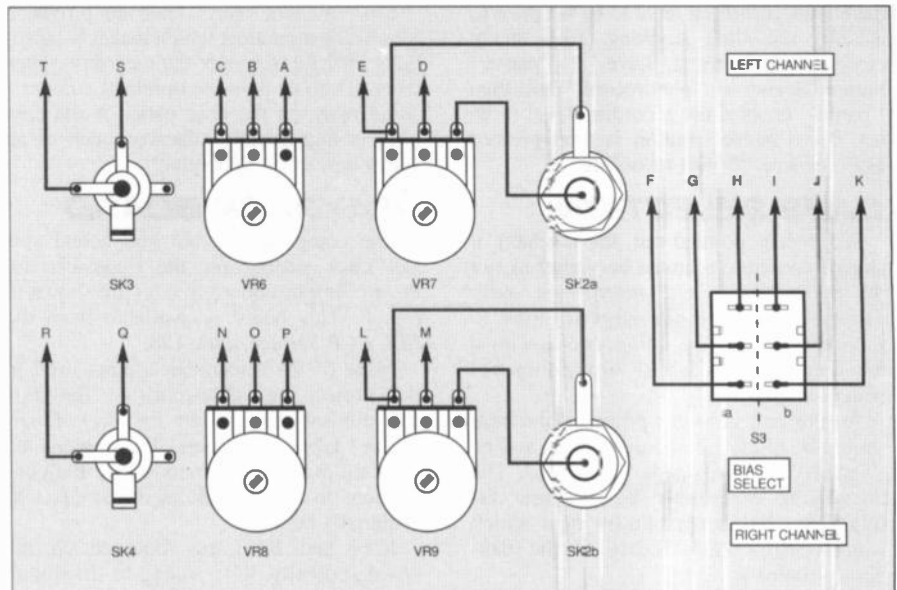 T S C B A E D
LEFT CHANNEL
F G H I J K
SK3 VR6 VR7 SK2a
R Q N O P L M
a b
S3
BIAS
SELECT
RIGHT CHANNEL
SK4 VR8 VR9 SK2b